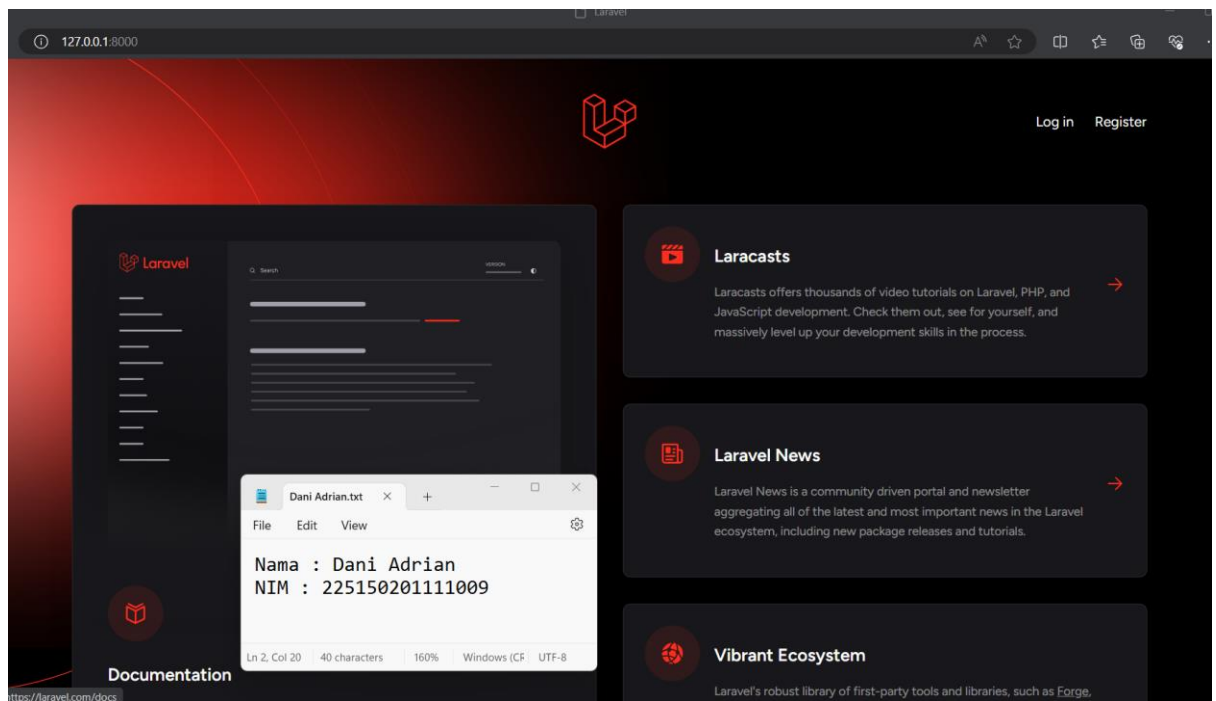 Laravel
127.0.0.1:8000
Log in Register
Laravel
Search
VERSION
Laracasts
Laracasts offers thousands of video tutorials on Laravel, PHP, and
JavaScript development. Check them out, see for yourself, and
massively level up your development skills in the process.
Laravel News
Laravel News is a community driven portal and newsletter
aggregating all of the latest and most important news in the Laravel
ecosystem, including new package releases and tutorials.
Dani Adrian.txt
File Edit View
Nama : Dani Adrian
NIM : 225150201111009
Ln 2, Col 20 40 characters 160% Windows (CF UTF-8
Documentation
Vibrant Ecosystem
Laravel's robust library of first-party tools and libraries, such as Forge,
https://laravel.com/docs